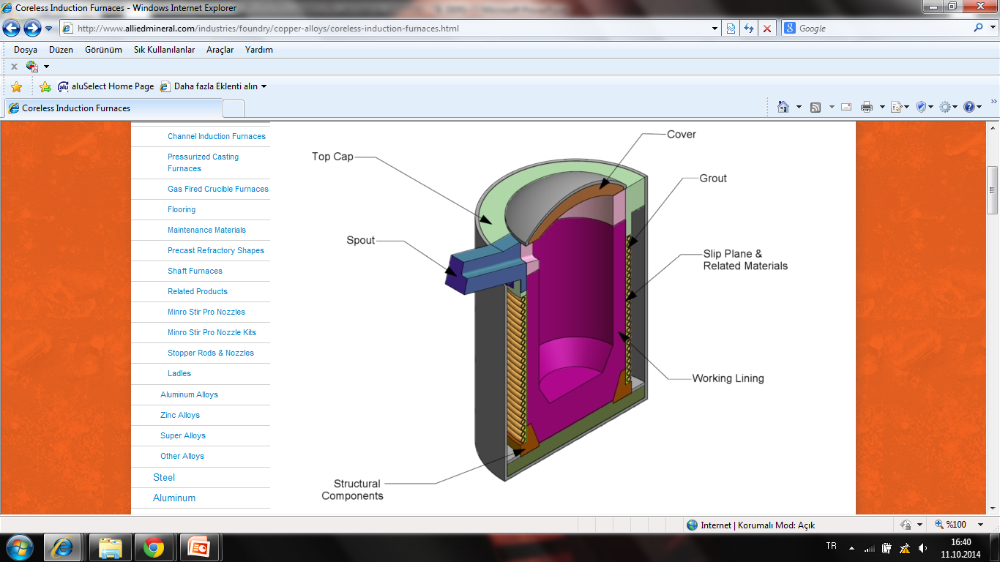 Coreless Induction Furnaces - Windows Internet Explorer
http://www.alliedmineral.com/industries/foundry/copper-alloys/coreless-induction-furnaces.html
Google
Dosya Düzen Görünüm Sık Kullanılanlar Araçlar Yardım
x
aluSelect Home Page Daha fazla Eklenti alın
Coreless Induction Furnaces
Channel Induction Furnaces
Pressurized Casting
Furnaces
Gas Fired Crucible Furnaces
Flooring
Maintenance Materials
Precast Refractory Shapes
Shaft Furnaces
Related Products
Minro Stir Pro Nozzles
Minro Stir Pro Nozzle Kits
Stopper Rods & Nozzles
Ladles
Aluminum Alloys
Zinc Alloys
Super Alloys
Other Alloys
Steel
Aluminum
Cover
Top Cap
Grout
Spout
Slip Plane &
Related Materials
Working Lining
Structural
Components
Internet | Korumalı Mod: Açık
%100
TR
16:40
11.10.2014